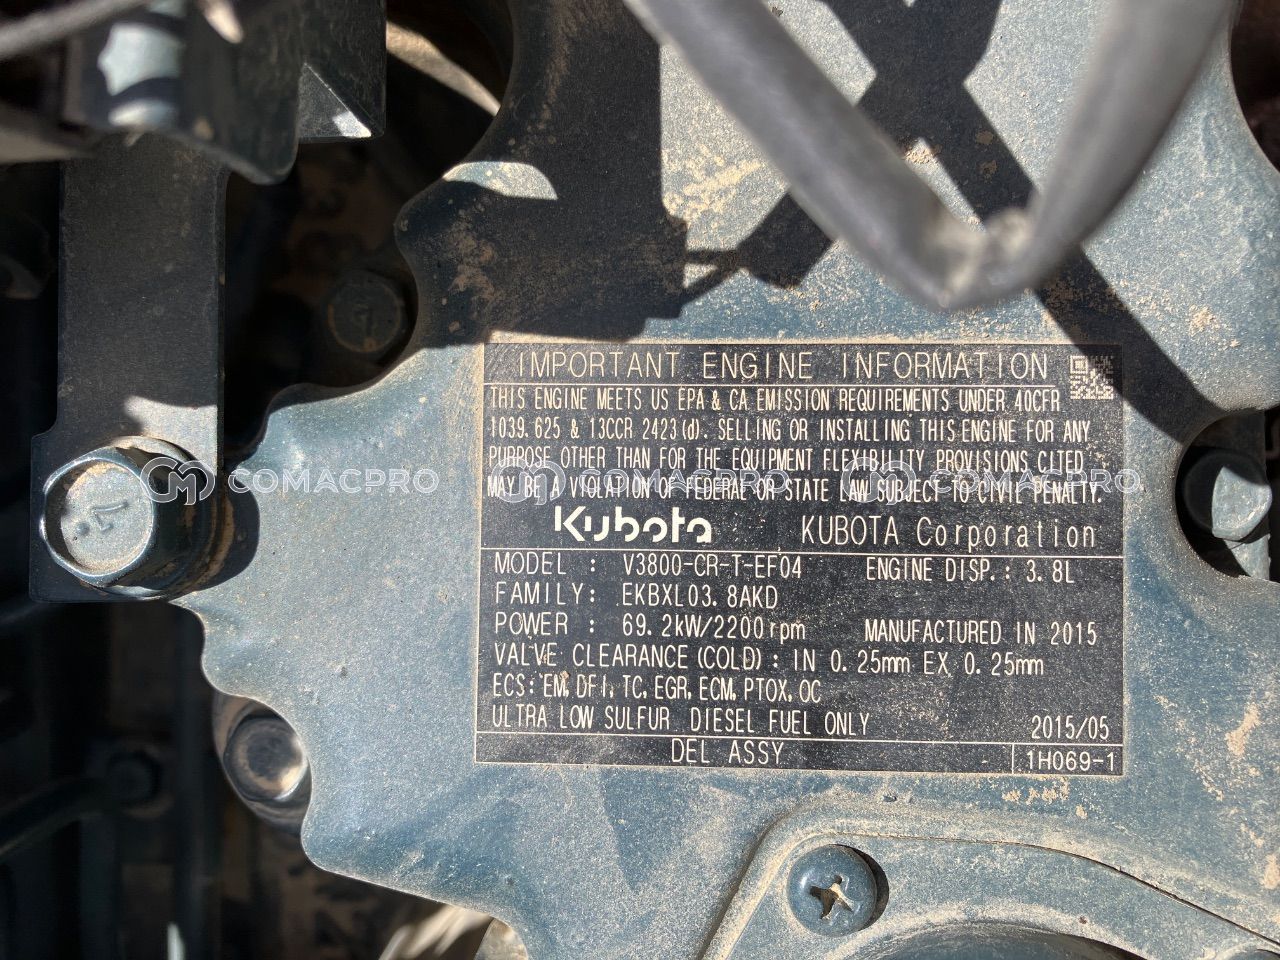 IMPORTANT ENGINE INFORMATION
THIS ENGINE MEETS US EPA & CA EMISSION REQUIREMENTS UNDER 40CFR
1039.625 & 13CCR 2423(d). SELLING OR INSTALLING THIS ENGINE FOR ANY
PURPOSE OTHER THAN FOR THE EQUIPMENT FLEXIBILITY PROVISIONS CITED
MAY BE A VIOLATION OF FEDERAL OR STATE LAW SUBJECT TO CIVIL PENALTY.
COMACPRO COMACPRO COMACPRO
Kubota KUBOTA Corporation
MODEL : V3800-CR-T-EF04 ENGINE DISP.: 3.8L
FAMILY: EKBXL03.8AKD
POWER : 69.2kW/2200rpm MANUFACTURED IN 2015
VALVE CLEARANCE(COLD): IN 0.25mm EX 0.25mm
ECS: EM, DFI, TC, EGR, ECM, PTOX, OC
ULTRA LOW SULFUR DIESEL FUEL ONLY 2015/05
DEL ASSY 1H069-1
7